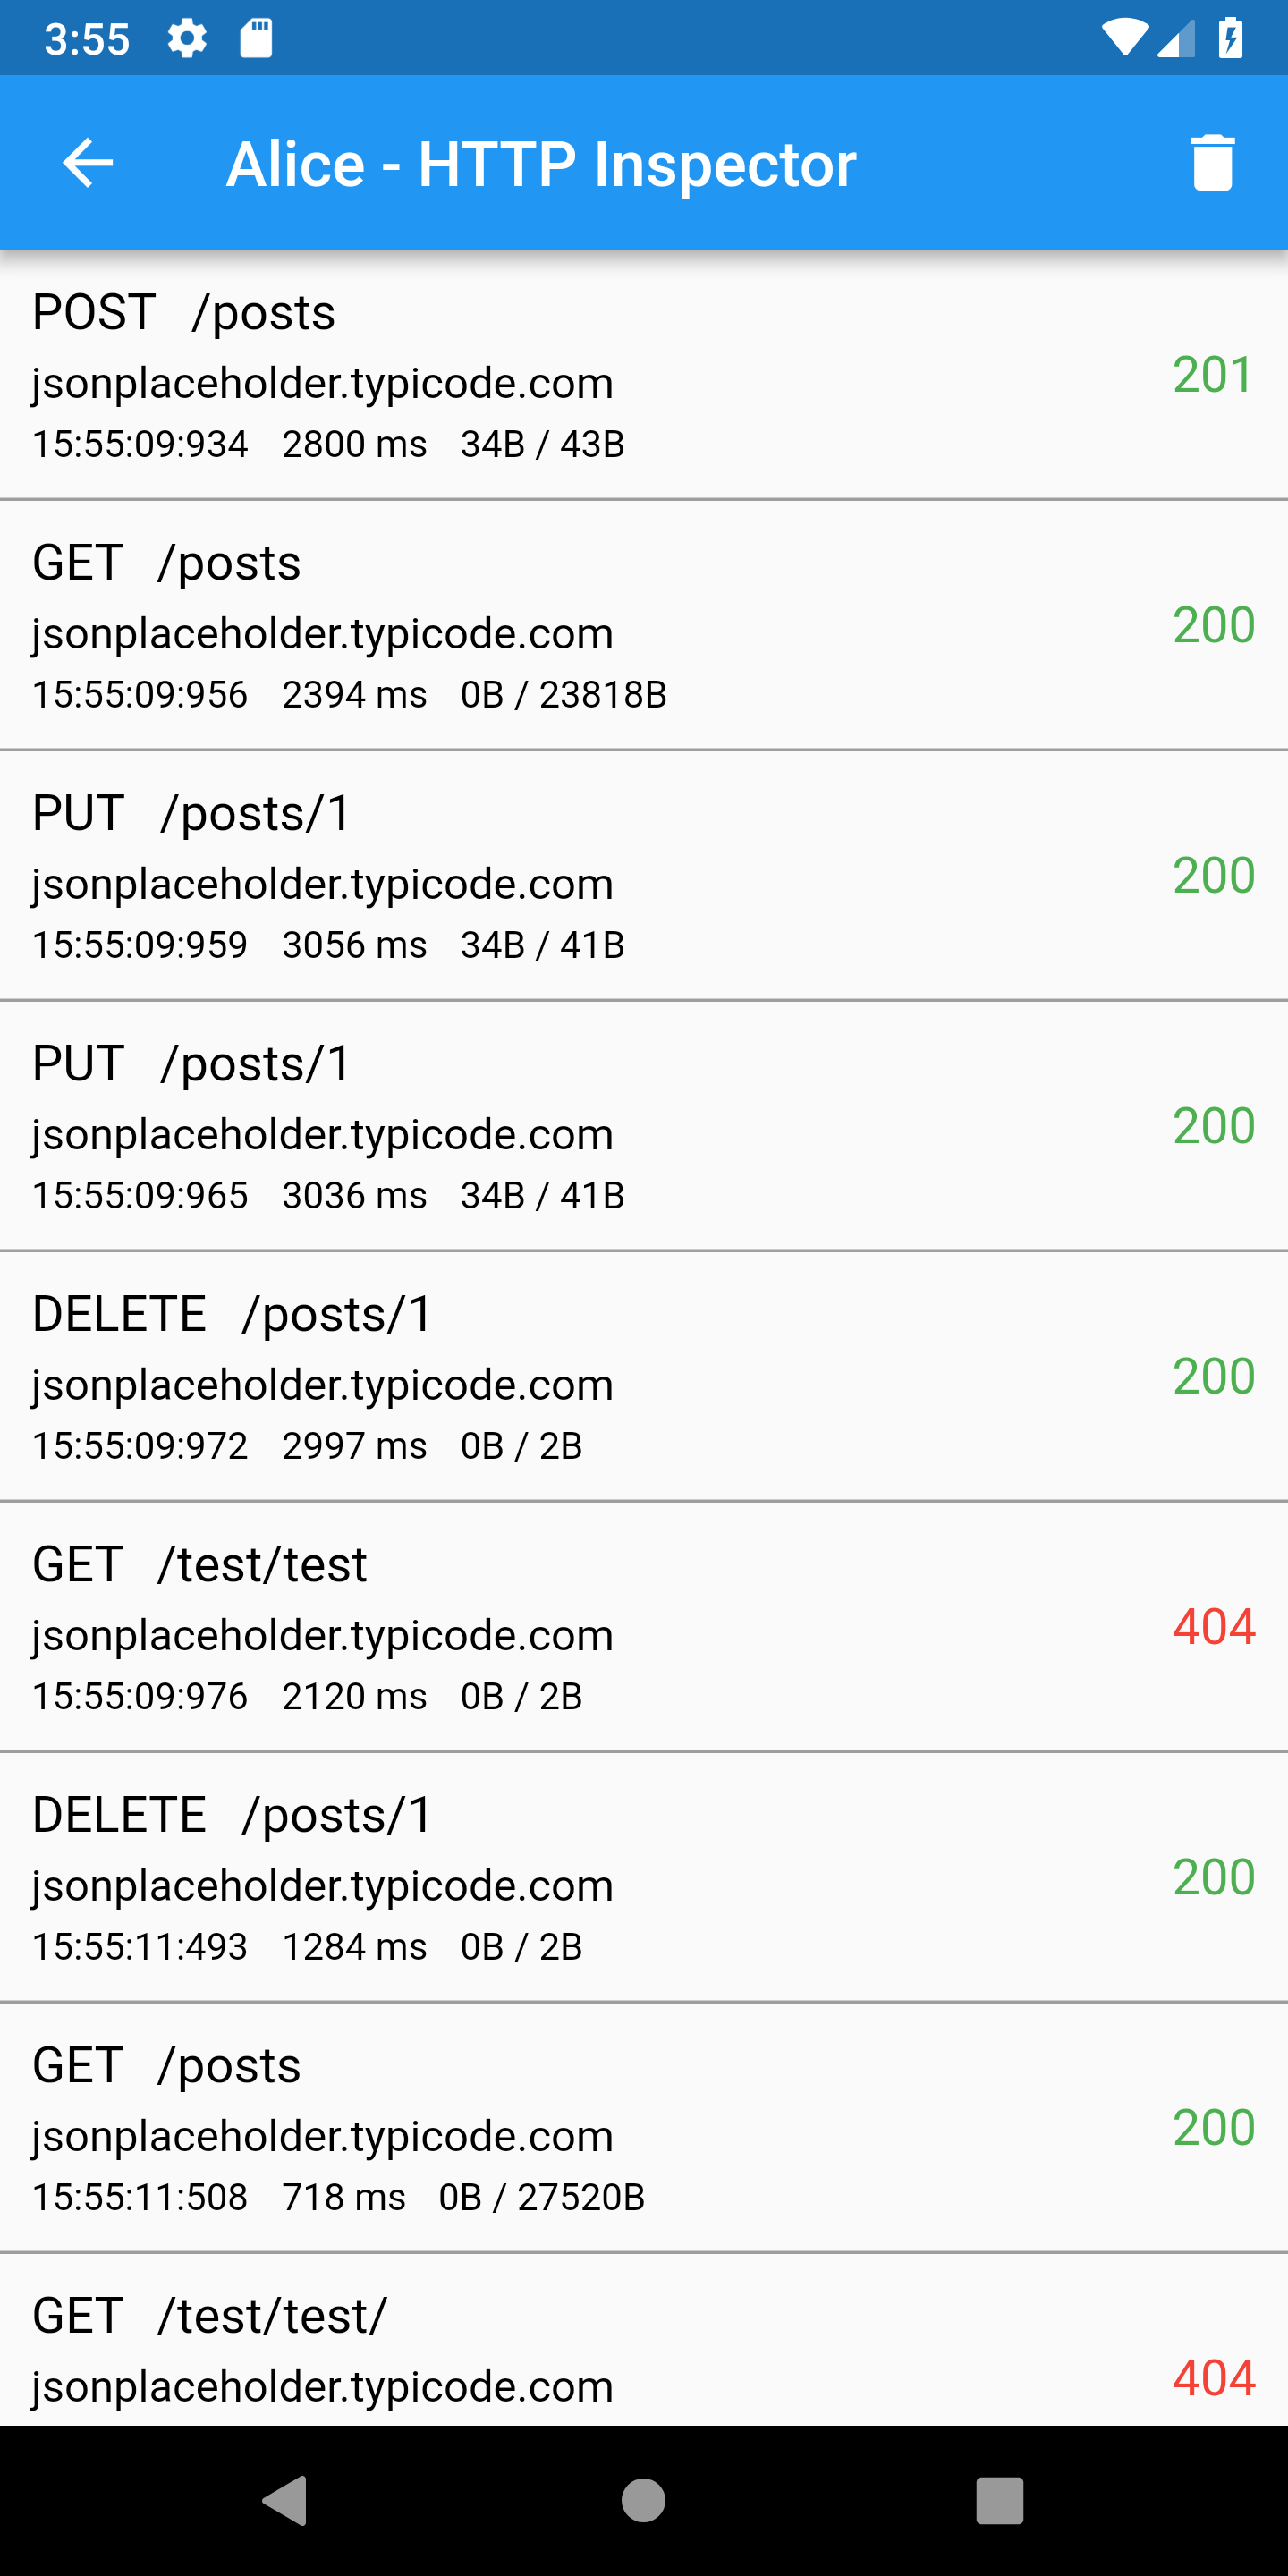 3:55
Alice - HTTP Inspector
POST /posts
jsonplaceholder.typicode.com
201
15:55:09:934 2800 ms 34B / 43B
GET /posts
jsonplaceholder.typicode.com
200
15:55:09:956 2394 ms 0B / 23818B
PUT /posts/1
jsonplaceholder.typicode.com
200
15:55:09:959 3056 ms 34B / 41B
PUT /posts/1
jsonplaceholder.typicode.com
200
15:55:09:965 3036 ms 34B / 41B
DELETE /posts/1
jsonplaceholder.typicode.com
200
15:55:09:972 2997 ms 0B / 2B
GET /test/test
jsonplaceholder.typicode.com
404
15:55:09:976 2120 ms 0B / 2B
DELETE /posts/1
jsonplaceholder.typicode.com
200
15:55:11:493 1284 ms 0B / 2B
GET /posts
jsonplaceholder.typicode.com
200
15:55:11:508 718 ms 0B / 27520B
GET /test/test/
jsonplaceholder.typicode.com
404